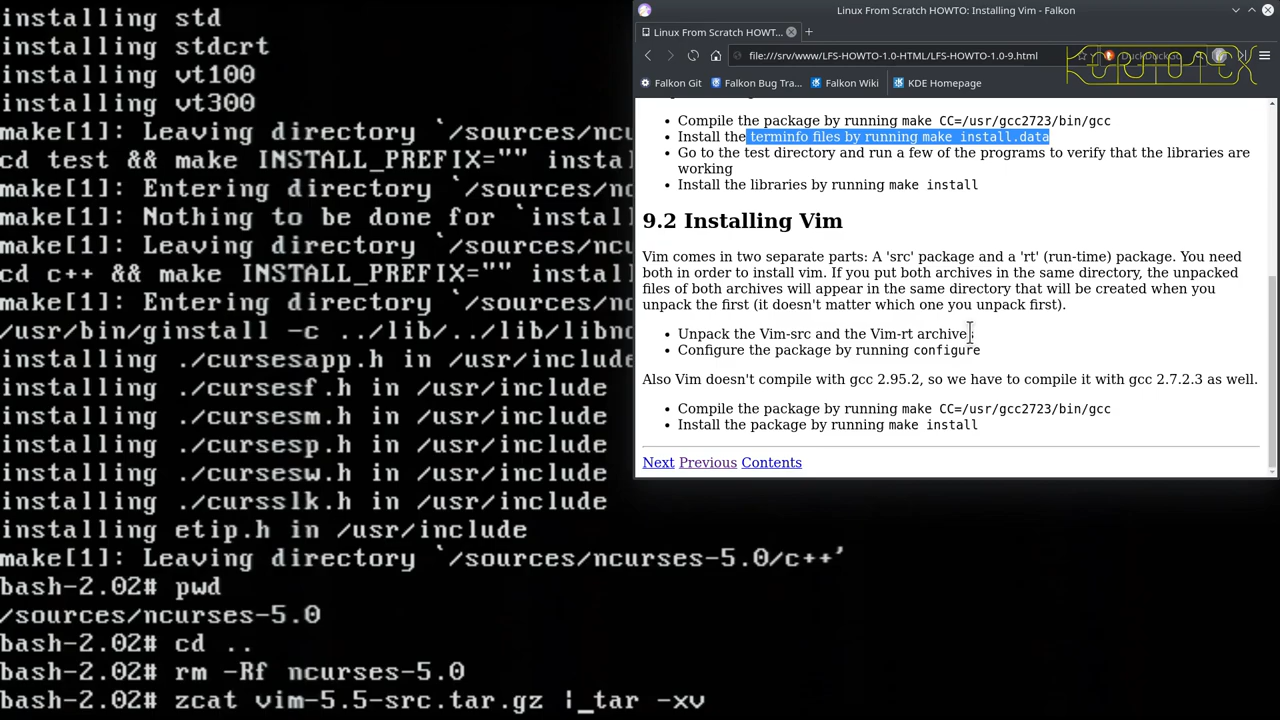 installing std
installing stdcrt
installing vt100
installing vt300
make[1]: Leaving directory `/sources/nc
cd test && make INSTALL_PREFIX="" insta
make[1]: Entering directory `/sources/n
make[1]: Nothing to be done for `instal
make[1]: Leaving directory `/sources/nc
cd c++ && make INSTALL_PREFIX="" instal
make[1]: Entering directory `/sources/n
/usr/bin/ginstall -c ../lib/../lib/libn
installing ./cursesapp.h in /usr/includ
installing ./cursesf.h in /usr/include
installing ./cursesm.h in /usr/include
installing ./cursesp.h in /usr/include
installing ./cursesw.h in /usr/include
installing ./cursslk.h in /usr/include
installing etip.h in /usr/include
make[1]: Leaving directory `/sources/ncurses-5.0/c++'
bash-2.02# pwd
/sources/ncurses-5.0
bash-2.02# cd ..
bash-2.02# rm -Rf ncurses-5.0
bash-2.02# zcat vim-5.5-src.tar.gz |_tar -xv
Linux From Scratch HOWTO: Installing Vim - Falkon
Linux From Scratch HOWT...
file:///srv/www/LFS-HOWTO-1.0-HTML/LFS-HOWTO-1.0-9.html
Falkon Git Falkon Bug Tra... Falkon Wiki KDE Homepage
• Compile the package by running make CC=/usr/gcc2723/bin/gcc
• Install the terminfo files by running make install.data
• Go to the test directory and run a few of the programs to verify that the libraries are
working
• Install the libraries by running make install
9.2 Installing Vim
Vim comes in two separate parts: A 'src' package and a 'rt' (run-time) package. You need
both in order to install vim. If you put both archives in the same directory, the unpacked
files of both archives will appear in the same directory that will be created when you
unpack the first (it doesn't matter which one you unpack first).
• Unpack the Vim-src and the Vim-rt archives
• Configure the package by running configure
Also Vim doesn't compile with gcc 2.95.2, so we have to compile it with gcc 2.7.2.3 as well.
• Compile the package by running make CC=/usr/gcc2723/bin/gcc
• Install the package by running make install
Next Previous Contents